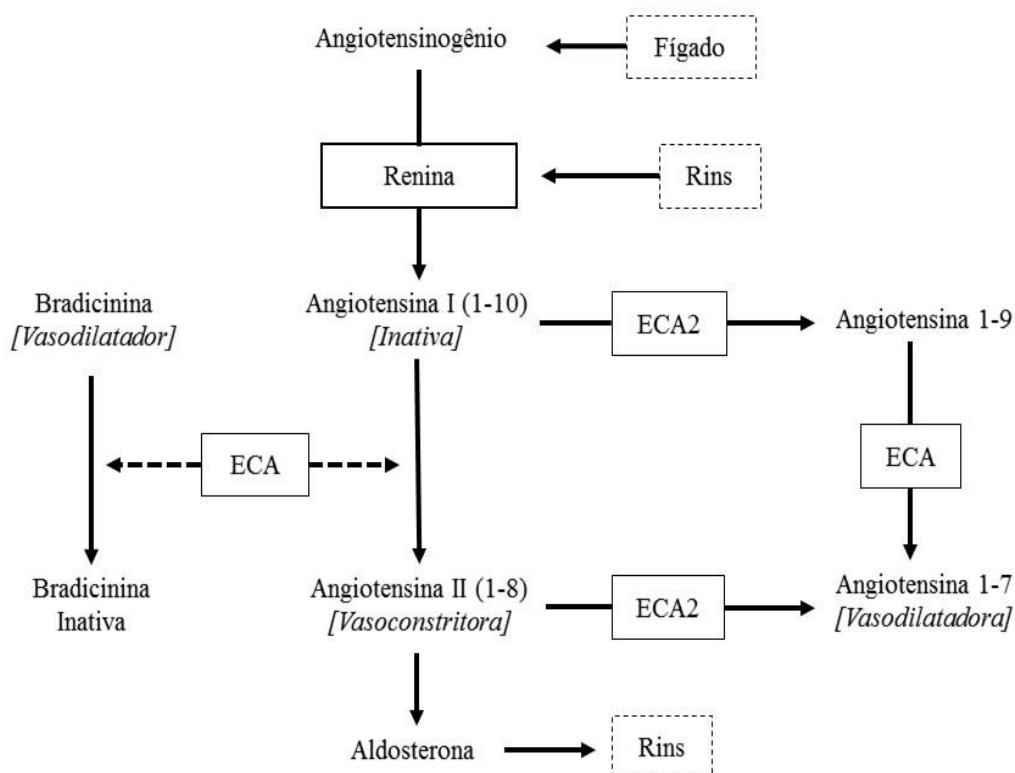 Angiotensinogênio
Fígado
Renina
Rins
Bradicinina
[Vasodilatador]
Angiotensina I (1-10)
[Inativa]
ECA2
Angiotensina 1-9
ECA
ECA
Bradicinina
Inativa
Angiotensina II (1-8)
[Vasoconstritora]
ECA2
Angiotensina 1-7
[Vasodilatadora]
Aldosterona
Rins